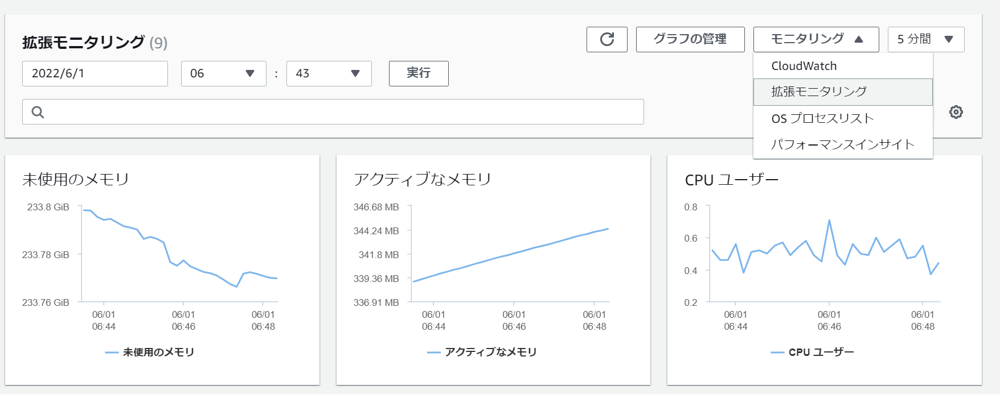 拡張モニタリング (9)
グラフの管理
モニタリング
5 分間
2022/6/1
06
:
43
実行
CloudWatch
拡張モニタリング
OS プロセスリスト
パフォーマンスインサイト
未使用のメモリ
233.8 GiB
233.78 GiB
233.76 GiB
06/01
06:44
06/01
06:46
06/01
06:48
未使用のメモリ
アクティブなメモリ
346.68 MB
344.24 MB
341.8 MB
339.36 MB
336.91 MB
06/01
06:44
06/01
06:46
06/01
06:48
アクティブなメモリ
CPU ユーザー
0.8
0.6
0.4
0.2
06/01
06:44
06/01
06:46
06/01
06:48
CPU ユーザー